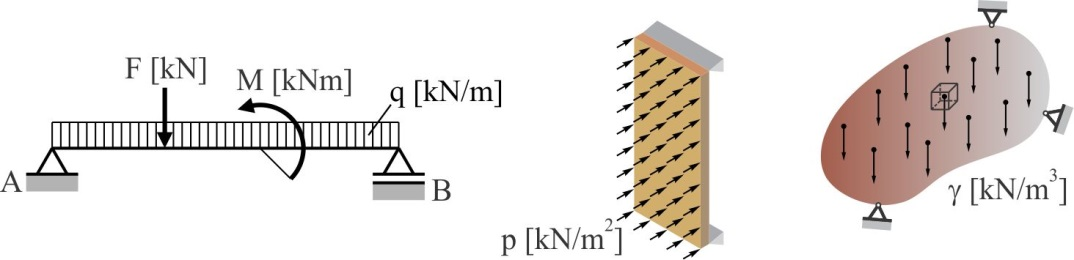 F [kN]
M [kNm]
q [kN/m]
A
B
p [kN/m²]
γ [kN/m³]